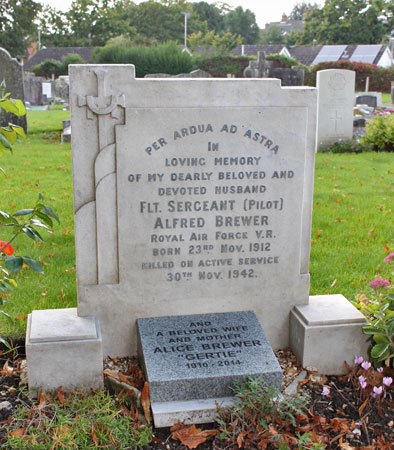 PER ARDUA AD ASTRA
IN
LOVING MEMORY
OF MY DEARLY BELOVED AND
DEVOTED HUSBAND
FLT. SERGEANT (PILOT)
ALFRED BREWER
ROYAL AIR FORCE V.R.
BORN 23RD NOV. 1912
KILLED ON ACTIVE SERVICE
30TH NOV. 1942.
AND
A BELOVED WIFE
AND MOTHER
ALICE BREWER
"GERTIE"
1910-2014